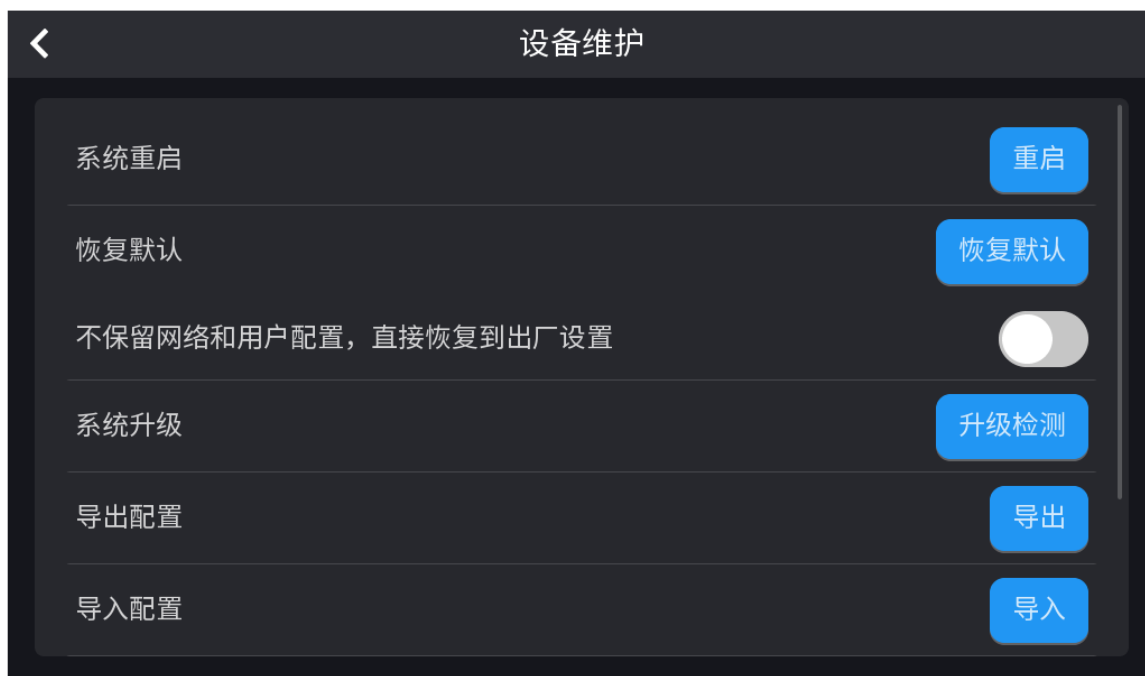 设备维护
系统重启 重启
恢复默认 恢复默认
不保留网络和用户配置，直接恢复到出厂设置
系统升级 升级检测
导出配置 导出
导入配置 导入